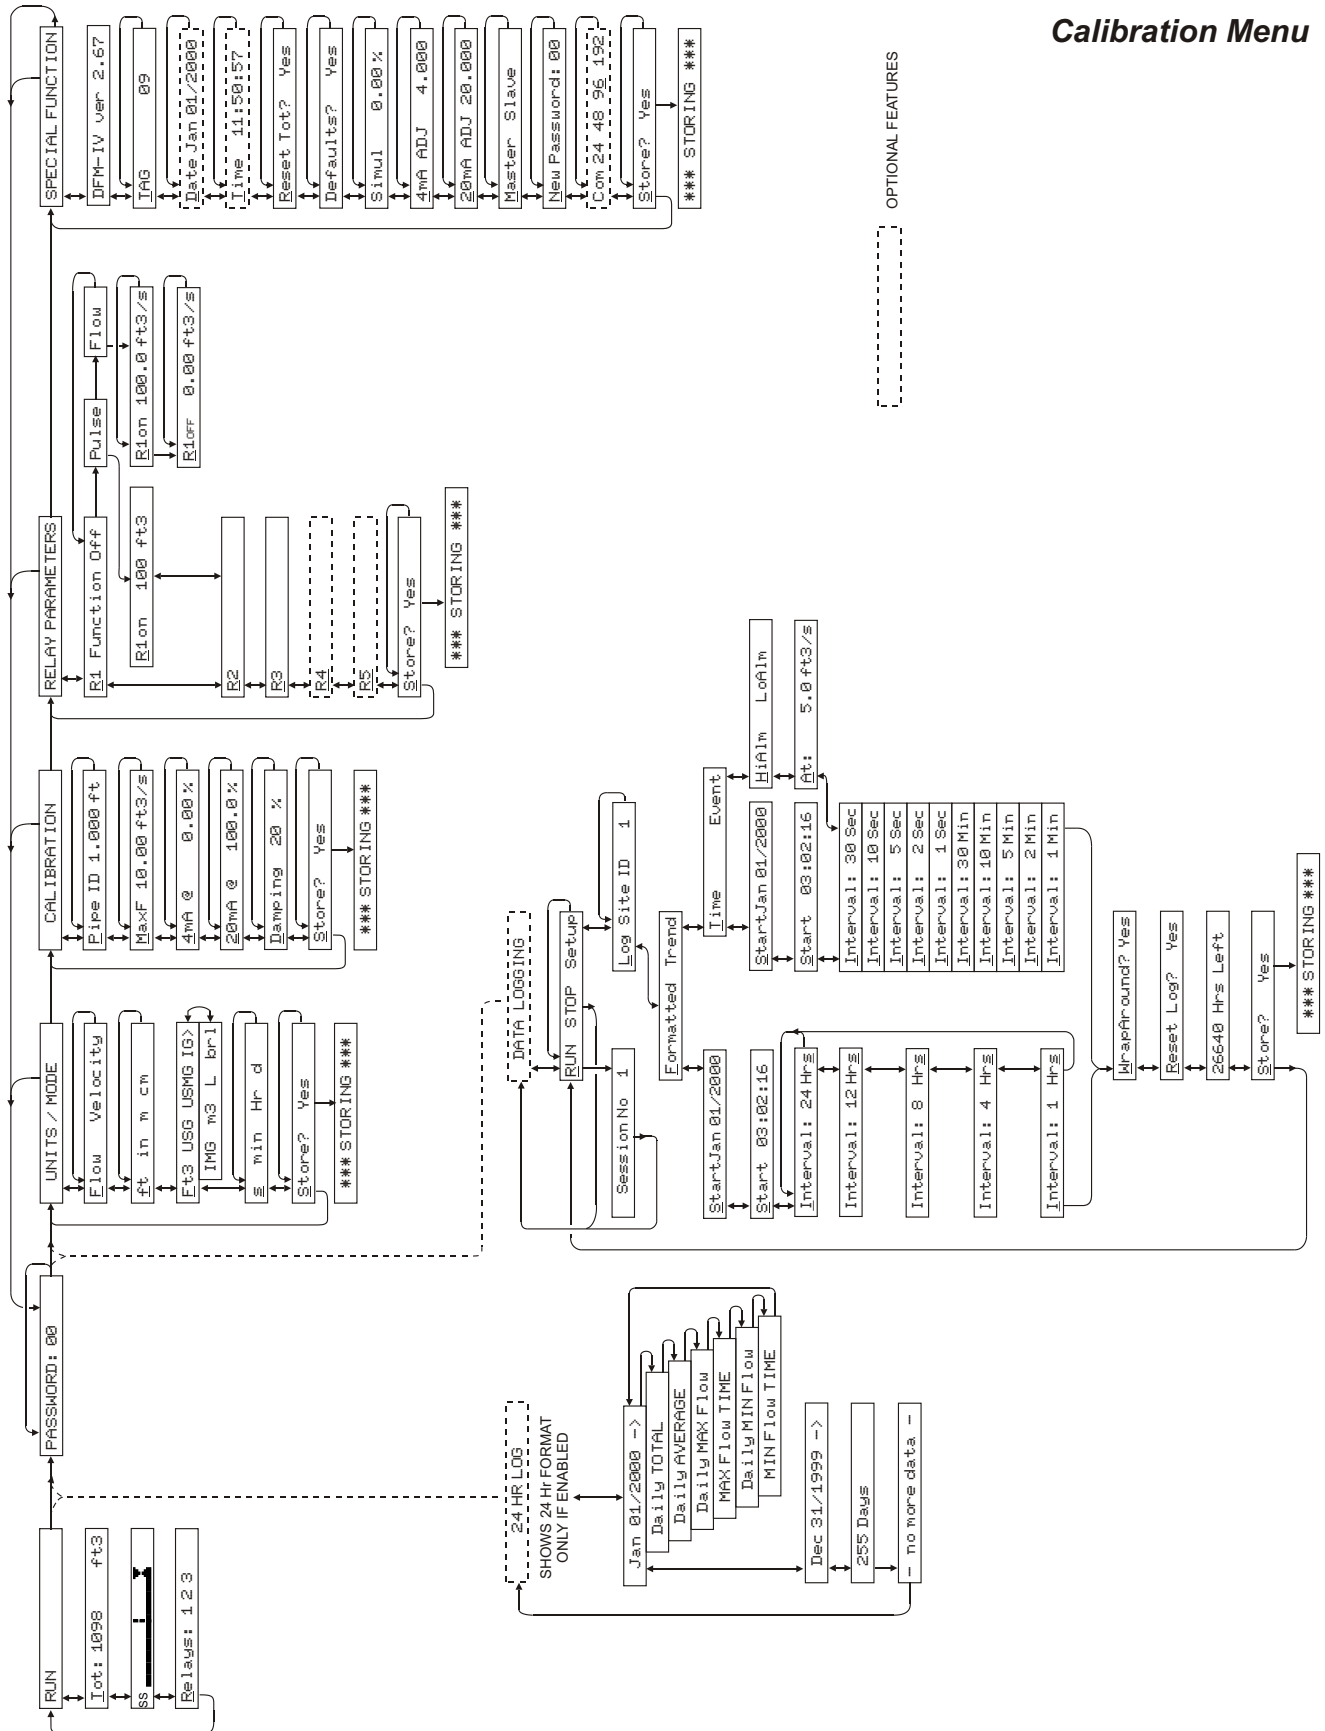 Calibration Menu
RUN
Tot: 1098 ft3
SS
Relays: 1 2 3
PASSWORD: 00
UNITS / MODE
Flow Velocity
ft in m cm
Ft3 USG USMG IG>
IMG m3 L brl
s min Hr d
Store? Yes
*** STORING ***
CALIBRATION
Pipe ID 1.000 ft
MaxF 10.00 ft3/s
4mA @ 0.00 %
20mA @ 100.0 %
Damping 20 %
Store? Yes
*** STORING ***
RELAY PARAMETERS
R1 Function Off
Pulse
Flow
R1on 100 ft3
R1on 100.0 ft3/s
R1OFF 0.00 ft3/s
R2
R3
R4
R5
Store? Yes
*** STORING ***
SPECIAL FUNCTION
DFM-IV ver 2.67
TAG 09
Date Jan 01/2000
Time 11:50:57
Reset Tot? Yes
Defaults? Yes
Simul 0.00 %
4mA ADJ 4.000
20mA ADJ 20.000
Master Slave
New Password: 00
Com 24 48 96 192
Store? Yes
*** STORING ***
24 HR LOG
SHOWS 24 Hr FORMAT
ONLY IF ENABLED
Jan 01/2000 ->
Daily TOTAL
Daily AVERAGE
Daily MAX Flow
MAX Flow TIME
Daily MIN Flow
MIN Flow TIME
Dec 31/1999 ->
255 Days
- no more data -
DATA LOGGING
RUN STOP Setup
Session No 1
Log Site ID 1
Formatted Trend
StartJan 01/2000
Start 03:02:16
Interval: 24 Hrs
Interval: 12 Hrs
Interval: 8 Hrs
Interval: 4 Hrs
Interval: 1 Hrs
Time Event
StartJan 01/2000
Start 03:02:16
HiAlm LoAlm
At: 5.0 ft3/s
Interval: 30 Sec
Interval: 10 Sec
Interval: 5 Sec
Interval: 2 Sec
Interval: 1 Sec
Interval: 30 Min
Interval: 10 Min
Interval: 5 Min
Interval: 2 Min
Interval: 1 Min
WrapAround? Yes
Reset Log? Yes
26640 Hrs Left
Store? Yes
*** STORING ***
OPTIONAL FEATURES